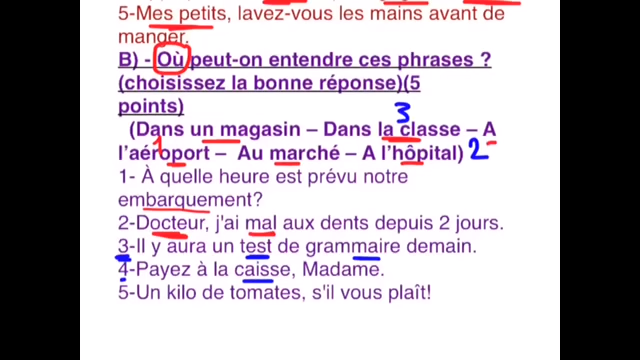 5-Mes petits, lavez-vous les mains avant de
manger.
B) - Où peut-on entendre ces phrases ?
(choisissez la bonne réponse)(5
points)
3
(Dans un magasin – Dans la classe – A
1
l'aéroport – Au marché – A l'hôpital) 2
1- À quelle heure est prévu notre
embarquement?
2-Docteur, j'ai mal aux dents depuis 2 jours.
3-Il y aura un test de grammaire demain.
4-Payez à la caisse, Madame.
5-Un kilo de tomates, s'il vous plaît!